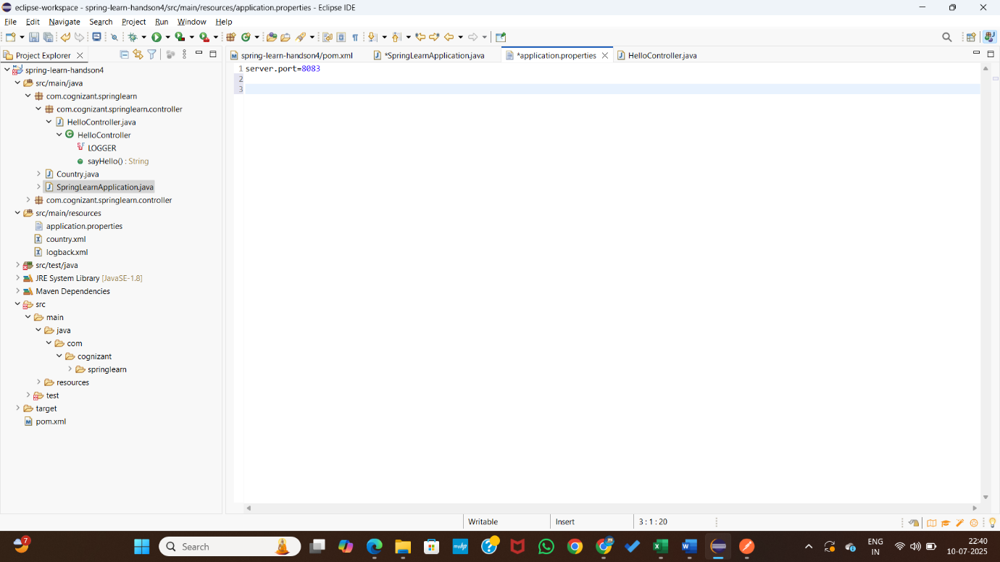 eclipse-workspace - spring-learn-handson4/src/main/resources/application.properties - Eclipse IDE
File Edit Navigate Search Project Run Window Help
Project Explorer
spring-learn-handson4/pom.xml
*SpringLearnApplication.java
*application.properties
HelloController.java
spring-learn-handson4
src/main/java
com.cognizant.springlearn
com.cognizant.springlearn.controller
HelloController.java
HelloController
LOGGER
sayHello() : String
Country.java
SpringLearnApplication.java
com.cognizant.springlearn.controller
src/main/resources
application.properties
country.xml
logback.xml
src/test/java
JRE System Library [JavaSE-1.8]
Maven Dependencies
src
main
java
com
cognizant
springlearn
resources
test
target
pom.xml
1 server.port=8083
2
3
Writable
Insert
3 : 1 : 20
7
Search
myhp
ENG
IN
22:40
10-07-2025